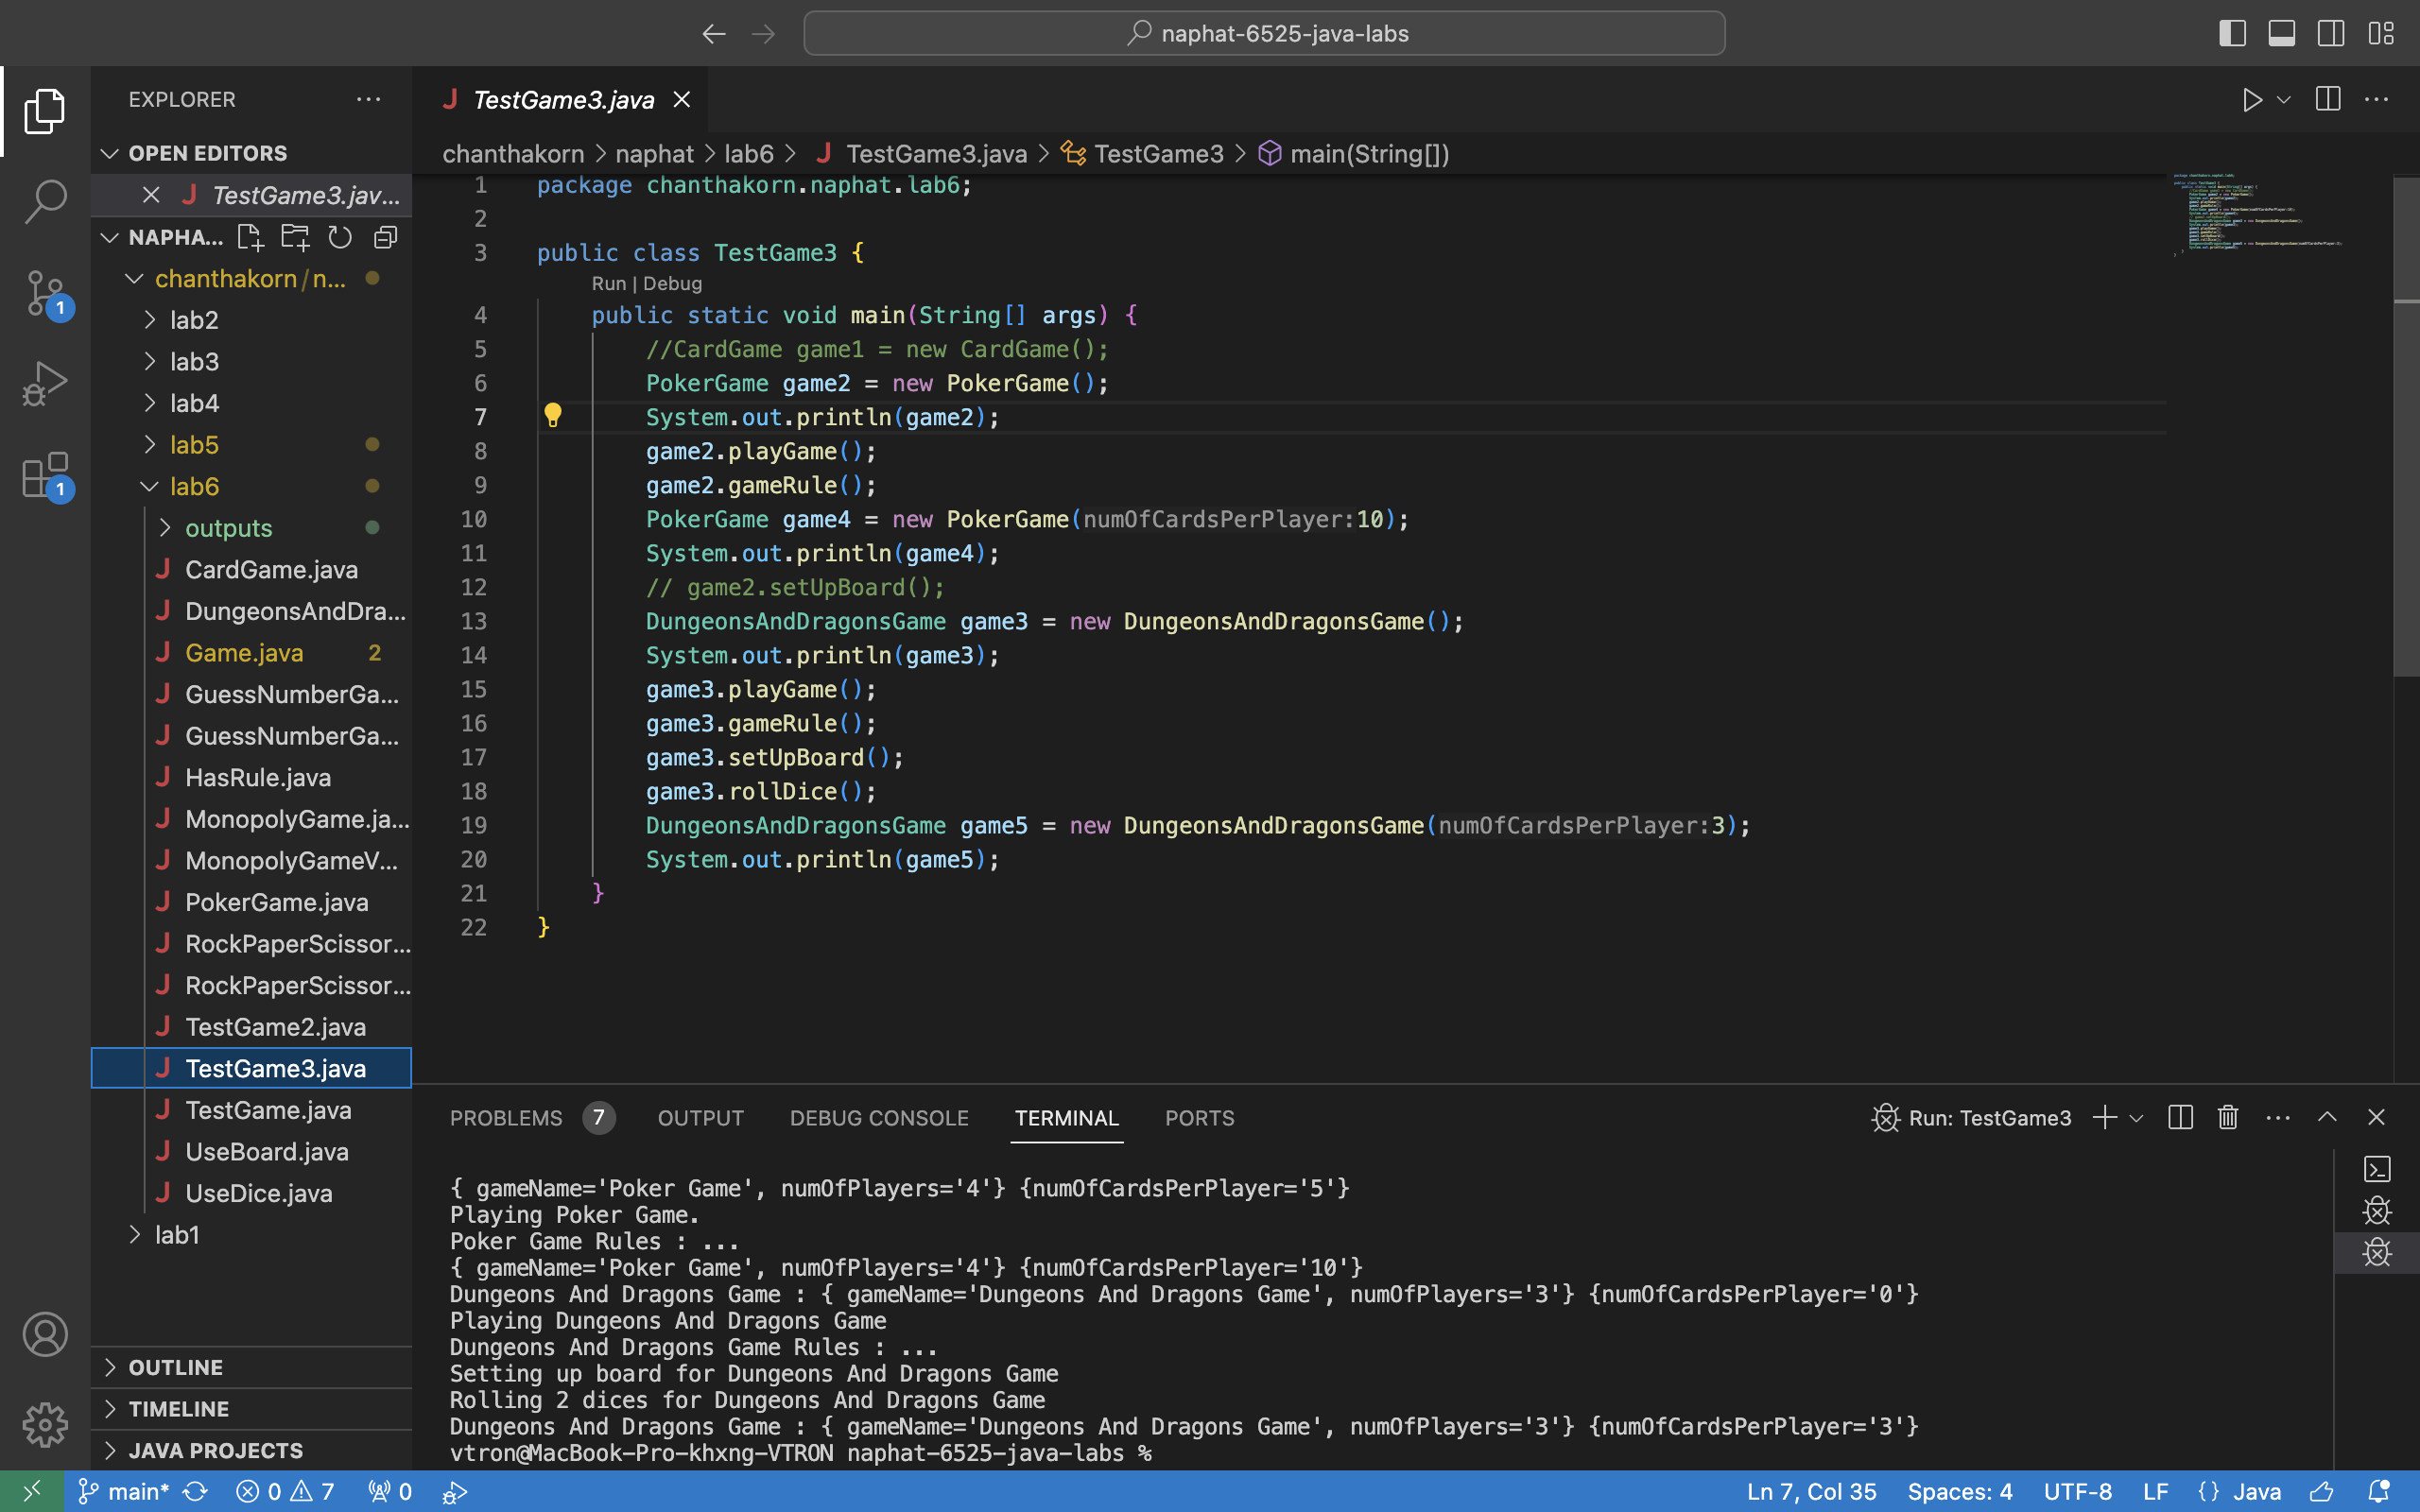 naphat-6525-java-labs
EXPLORER
TestGame3.java
OPEN EDITORS
chanthakorn > naphat > lab6 > TestGame3.java > TestGame3 > main(String[])
TestGame3.jav...
NAPHA...
chanthakorn/n...
lab2
lab3
lab4
lab5
lab6
outputs
CardGame.java
DungeonsAndDra...
Game.java 2
GuessNumberGa...
GuessNumberGa...
HasRule.java
MonopolyGame.ja...
MonopolyGameV...
PokerGame.java
RockPaperScissor...
RockPaperScissor...
TestGame2.java
TestGame3.java
TestGame.java
UseBoard.java
UseDice.java
lab1
OUTLINE
TIMELINE
JAVA PROJECTS
1
1
1 package chanthakorn.naphat.lab6;
2
3 public class TestGame3 {
Run | Debug
4 public static void main(String[] args) {
5 //CardGame game1 = new CardGame();
6 PokerGame game2 = new PokerGame();
7 System.out.println(game2);
8 game2.playGame();
9 game2.gameRule();
10 PokerGame game4 = new PokerGame(numOfCardsPerPlayer:10);
11 System.out.println(game4);
12 // game2.setUpBoard();
13 DungeonsAndDragonsGame game3 = new DungeonsAndDragonsGame();
14 System.out.println(game3);
15 game3.playGame();
16 game3.gameRule();
17 game3.setUpBoard();
18 game3.rollDice();
19 DungeonsAndDragonsGame game5 = new DungeonsAndDragonsGame(numOfCardsPerPlayer:3);
20 System.out.println(game5);
21 }
22 }
PROBLEMS 7 OUTPUT DEBUG CONSOLE TERMINAL PORTS Run: TestGame3
{ gameName='Poker Game', numOfPlayers='4'} {numOfCardsPerPlayer='5'}
Playing Poker Game.
Poker Game Rules : ...
{ gameName='Poker Game', numOfPlayers='4'} {numOfCardsPerPlayer='10'}
Dungeons And Dragons Game : { gameName='Dungeons And Dragons Game', numOfPlayers='3'} {numOfCardsPerPlayer='0'}
Playing Dungeons And Dragons Game
Dungeons And Dragons Game Rules : ...
Setting up board for Dungeons And Dragons Game
Rolling 2 dices for Dungeons And Dragons Game
Dungeons And Dragons Game : { gameName='Dungeons And Dragons Game', numOfPlayers='3'} {numOfCardsPerPlayer='3'}
vtron@MacBook-Pro-khxng-VTRON naphat-6525-java-labs %
main* 0 7 0 Ln 7, Col 35 Spaces: 4 UTF-8 LF {} Java